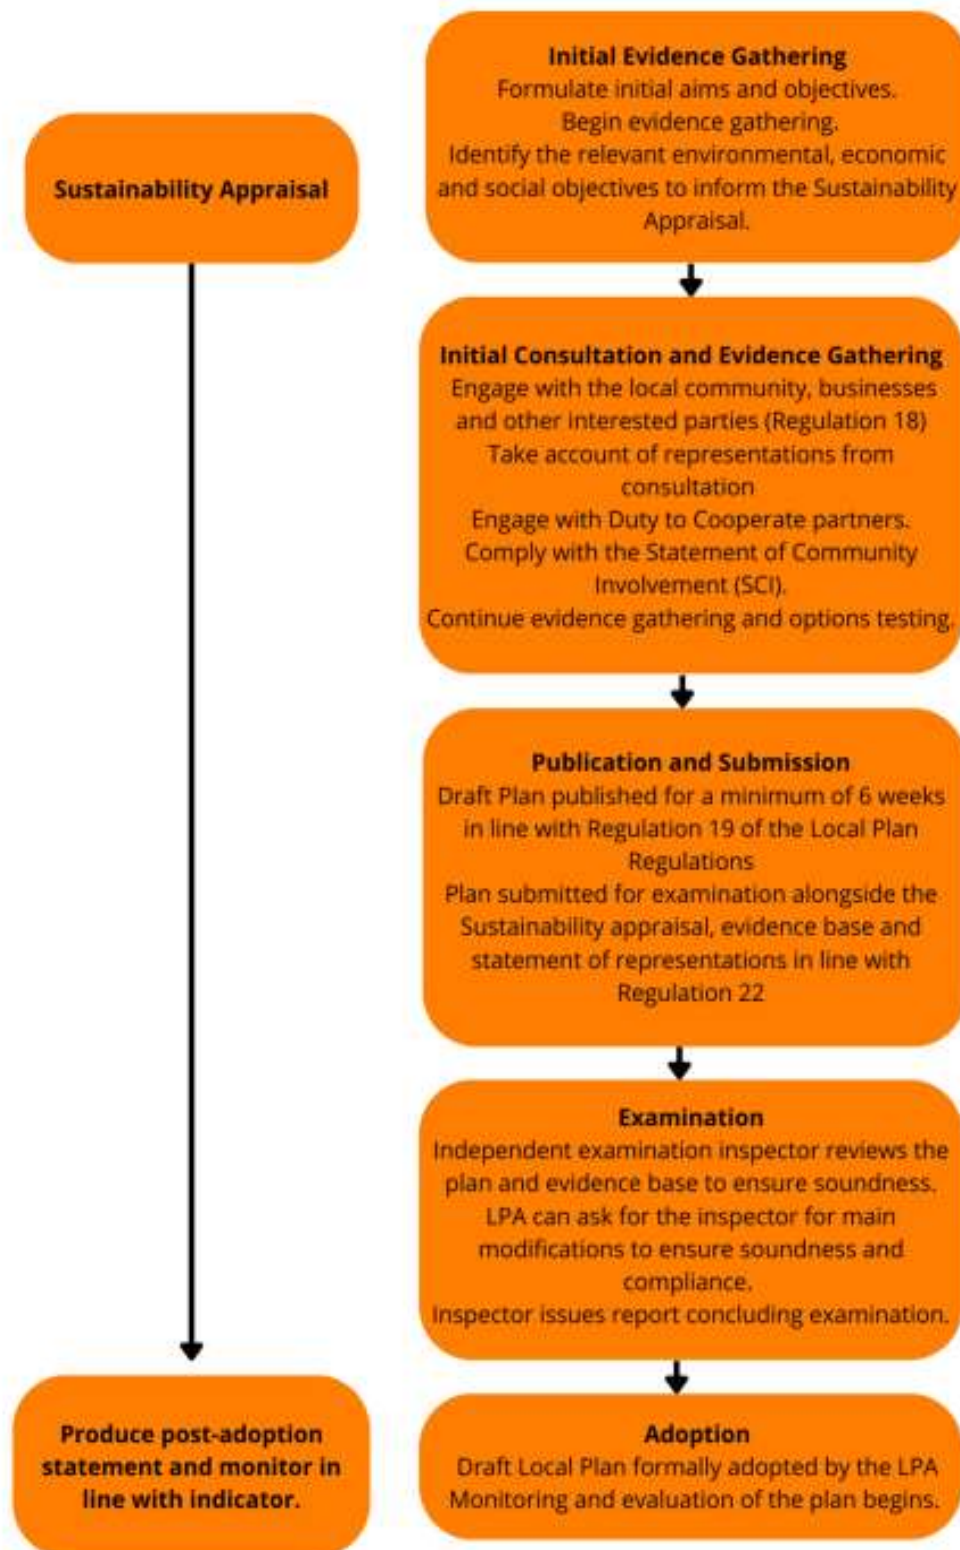 Sustainability Appraisal
Produce post-adoption
statement and monitor in
line with indicator.
Initial Evidence Gathering
Formulate initial aims and objectives.
Begin evidence gathering.
Identify the relevant environmental, economic
and social objectives to inform the Sustainability
Appraisal.
Initial Consultation and Evidence Gathering
Engage with the local community, businesses
and other interested parties (Regulation 18)
Take account of representations from
consultation
Engage with Duty to Cooperate partners.
Comply with the Statement of Community
Involvement (SCI).
Continue evidence gathering and options testing.
Publication and Submission
Draft Plan published for a minimum of 6 weeks
in line with Regulation 19 of the Local Plan
Regulations
Plan submitted for examination alongside the
Sustainability appraisal, evidence base and
statement of representations in line with
Regulation 22
Examination
Independent examination inspector reviews the
plan and evidence base to ensure soundness.
LPA can ask for the inspector for main
modifications to ensure soundness and
compliance.
Inspector issues report concluding examination.
Adoption
Draft Local Plan formally adopted by the LPA
Monitoring and evaluation of the plan begins.